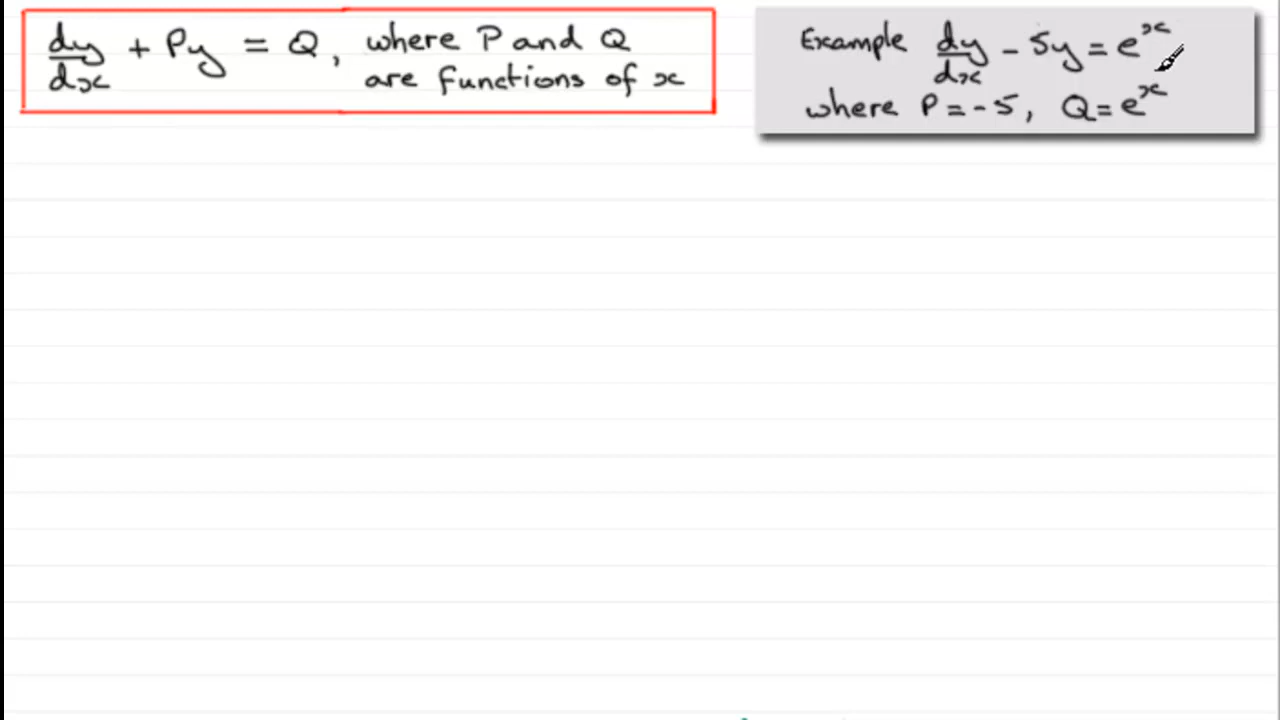 dy/dx + Py = Q, where P and Q
are functions of x
Example dy/dx - 5y = e^x
where P = -5, Q = e^x